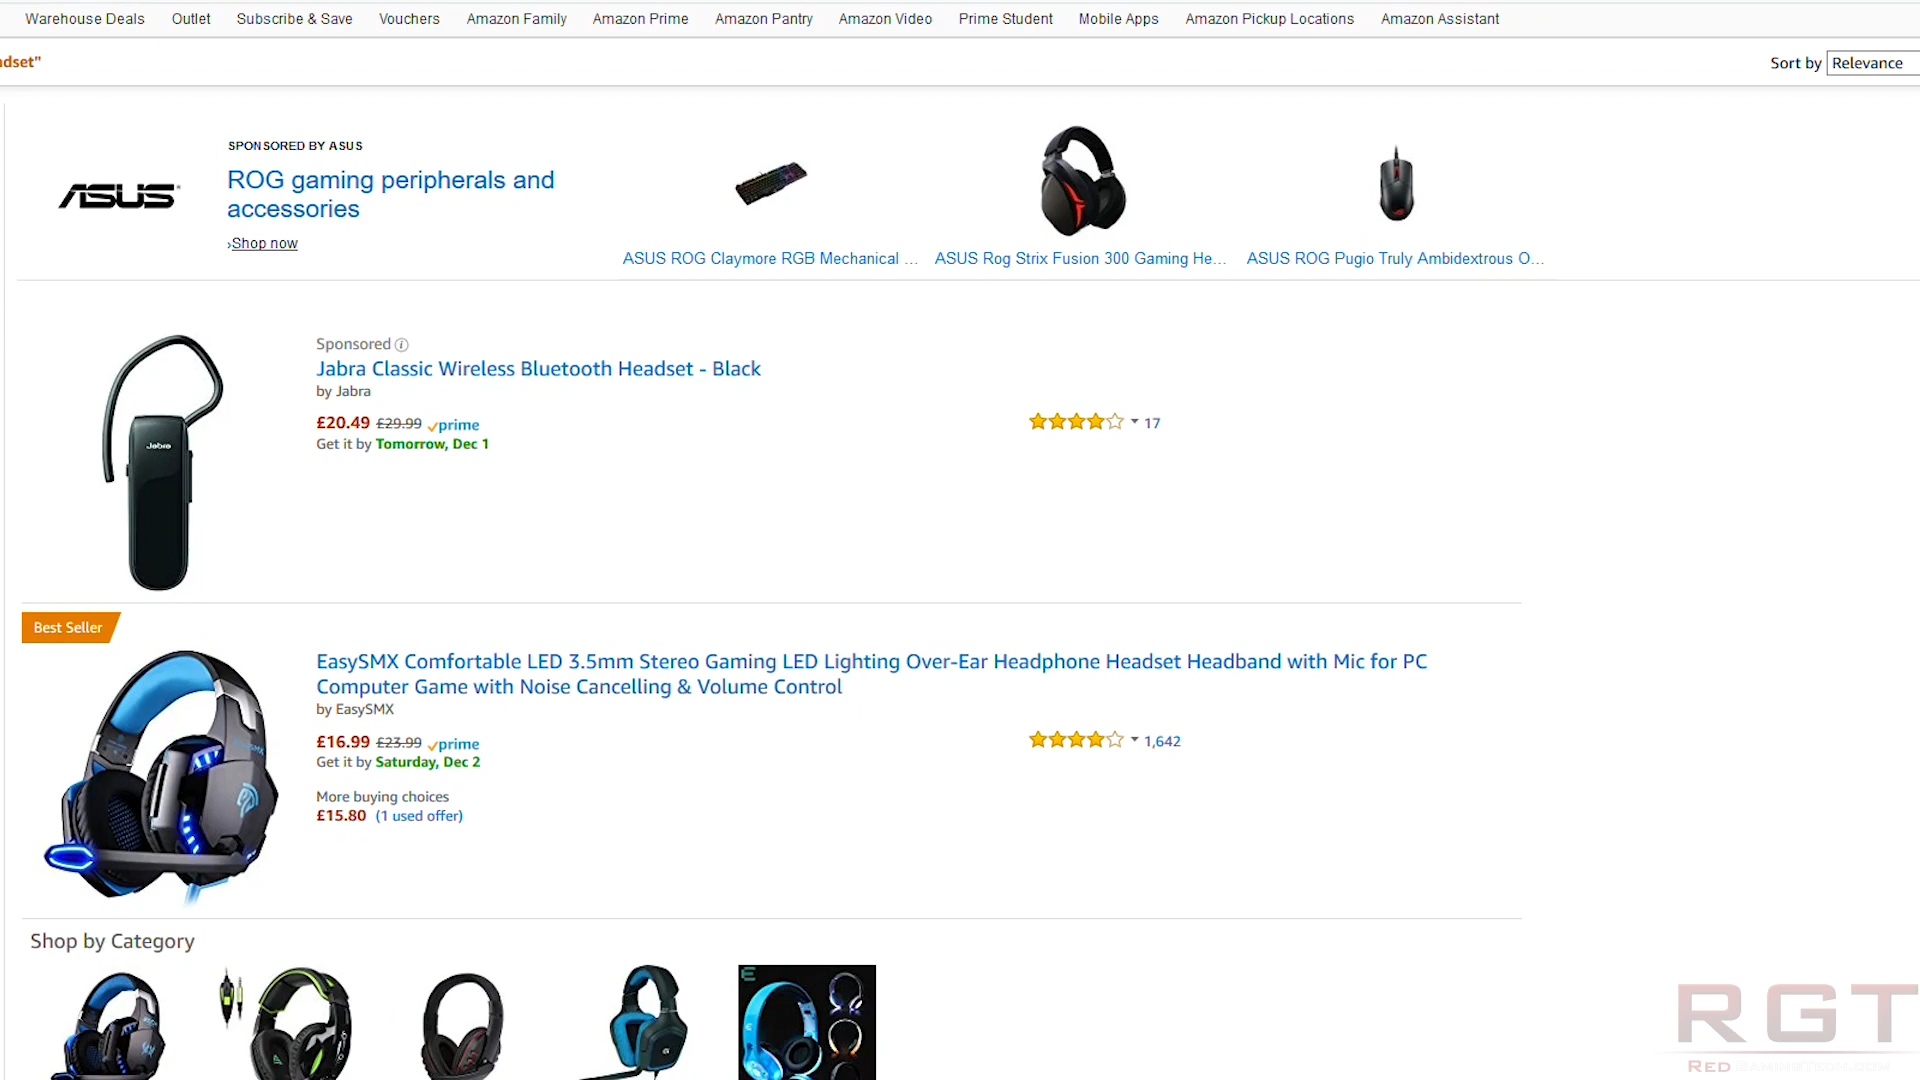 Warehouse Deals Outlet Subscribe & Save Vouchers Amazon Family Amazon Prime Amazon Pantry Amazon Video Prime Student Mobile Apps Amazon Pickup Locations Amazon Assistant
dset"
Sort by Relevance
SPONSORED BY ASUS
ASUS
ROG gaming peripherals and
accessories
›Shop now
ASUS ROG Claymore RGB Mechanical ...
ASUS Rog Strix Fusion 300 Gaming He...
ASUS ROG Pugio Truly Ambidextrous O...
Jabra
Sponsored
Jabra Classic Wireless Bluetooth Headset - Black
by Jabra
£20.49 £29.99 prime
Get it by Tomorrow, Dec 1
17
Best Seller
EasySMX Comfortable LED 3.5mm Stereo Gaming LED Lighting Over-Ear Headphone Headset Headband with Mic for PC
Computer Game with Noise Cancelling & Volume Control
by EasySMX
£16.99 £23.99 prime
Get it by Saturday, Dec 2
1,642
More buying choices
£15.80 (1 used offer)
Shop by Category
RGT
REDGAMINGTECH.COM